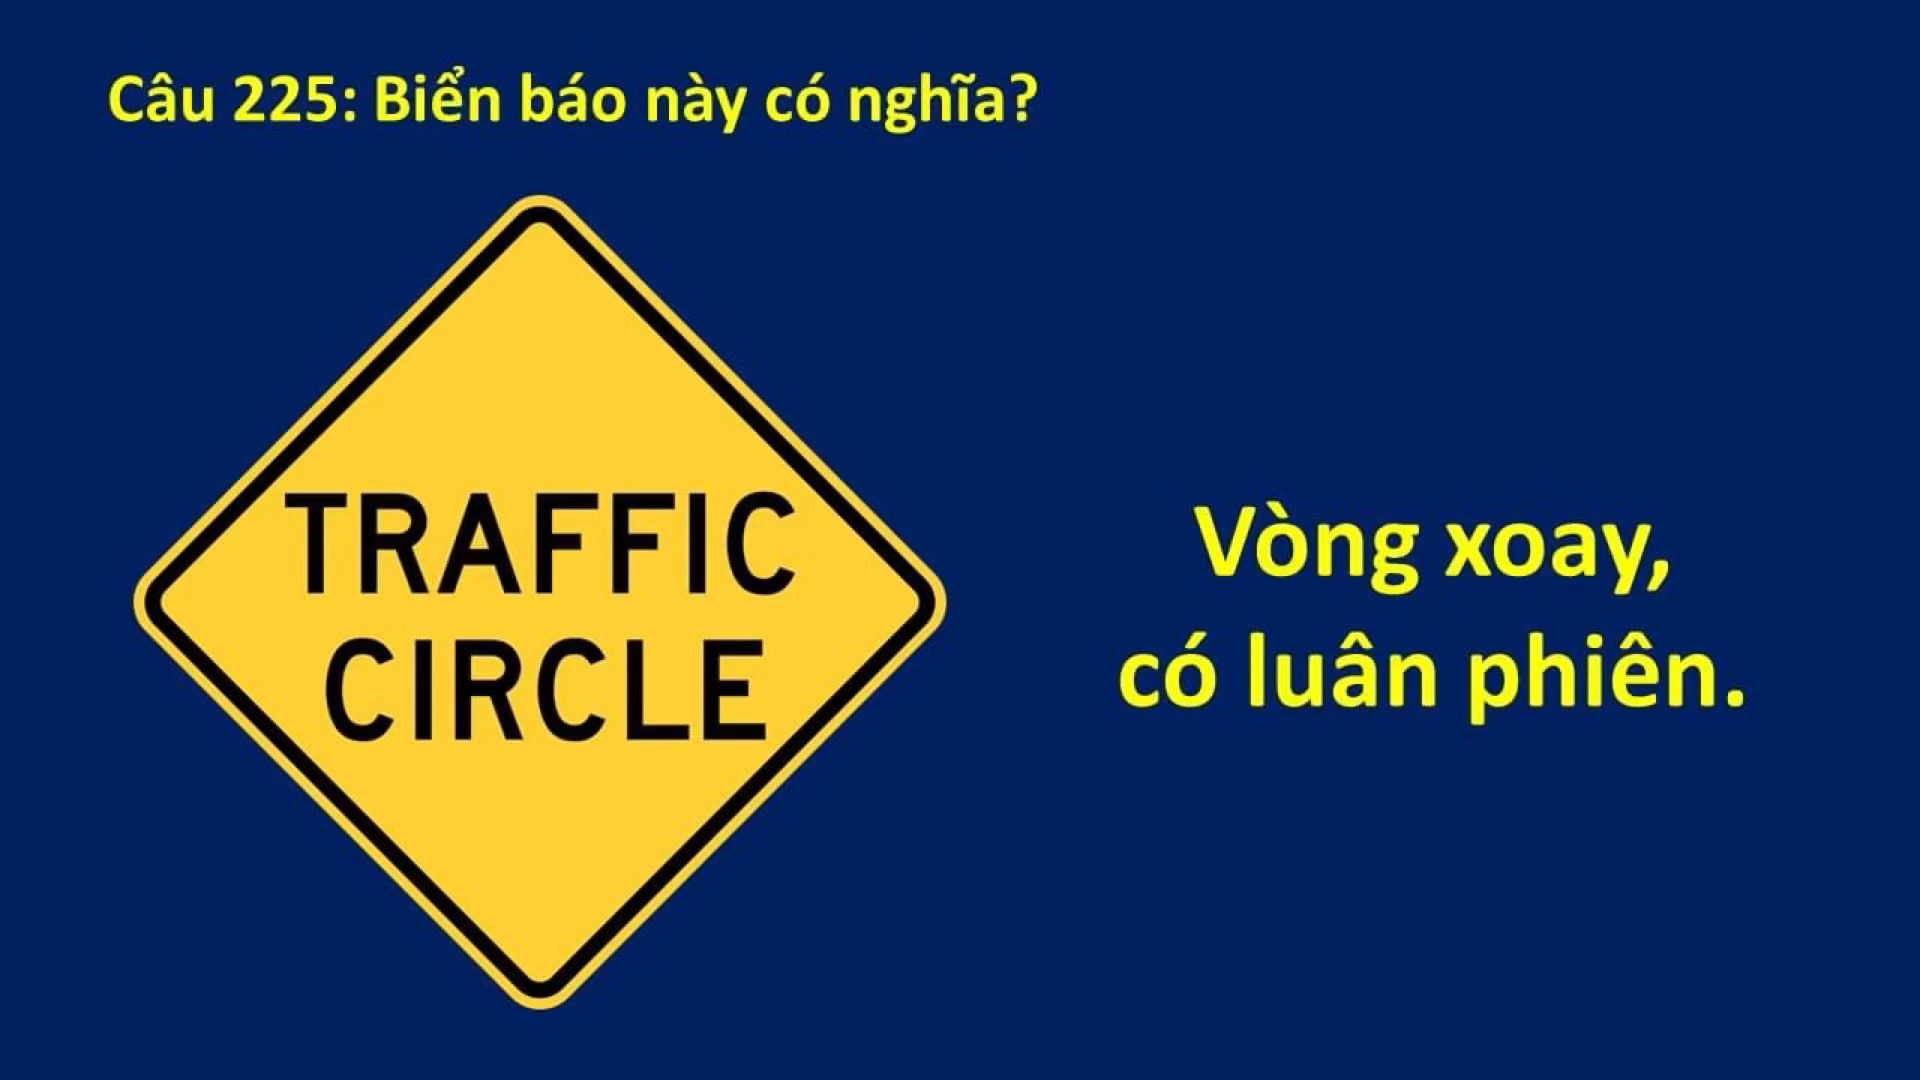 Câu 225: Biển báo này có nghĩa?
TRAFFIC
CIRCLE
Vòng xoay,
có luân phiên.